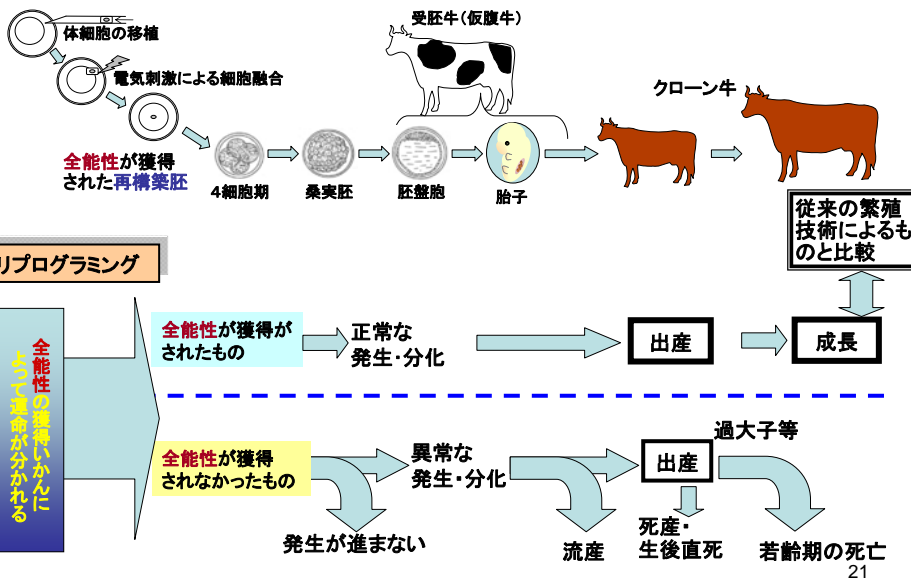 体細胞の移植
受胚牛(仮腹牛)
電気刺激による細胞融合
クローン牛
全能性が獲得
された再構築胚
4細胞期
桑実胚
胚盤胞
胎子
従来の繁殖
技術によるも
のと比較
リプログラミング
全能性の獲得いかんに
よって運命が分かれる
全能性が獲得が
されたもの
正常な
発生・分化
出産
成長
全能性が獲得
されなかったもの
異常な
発生・分化
出産
過大子等
発生が進まない
流産
死産・
生後直死
若齢期の死亡
21